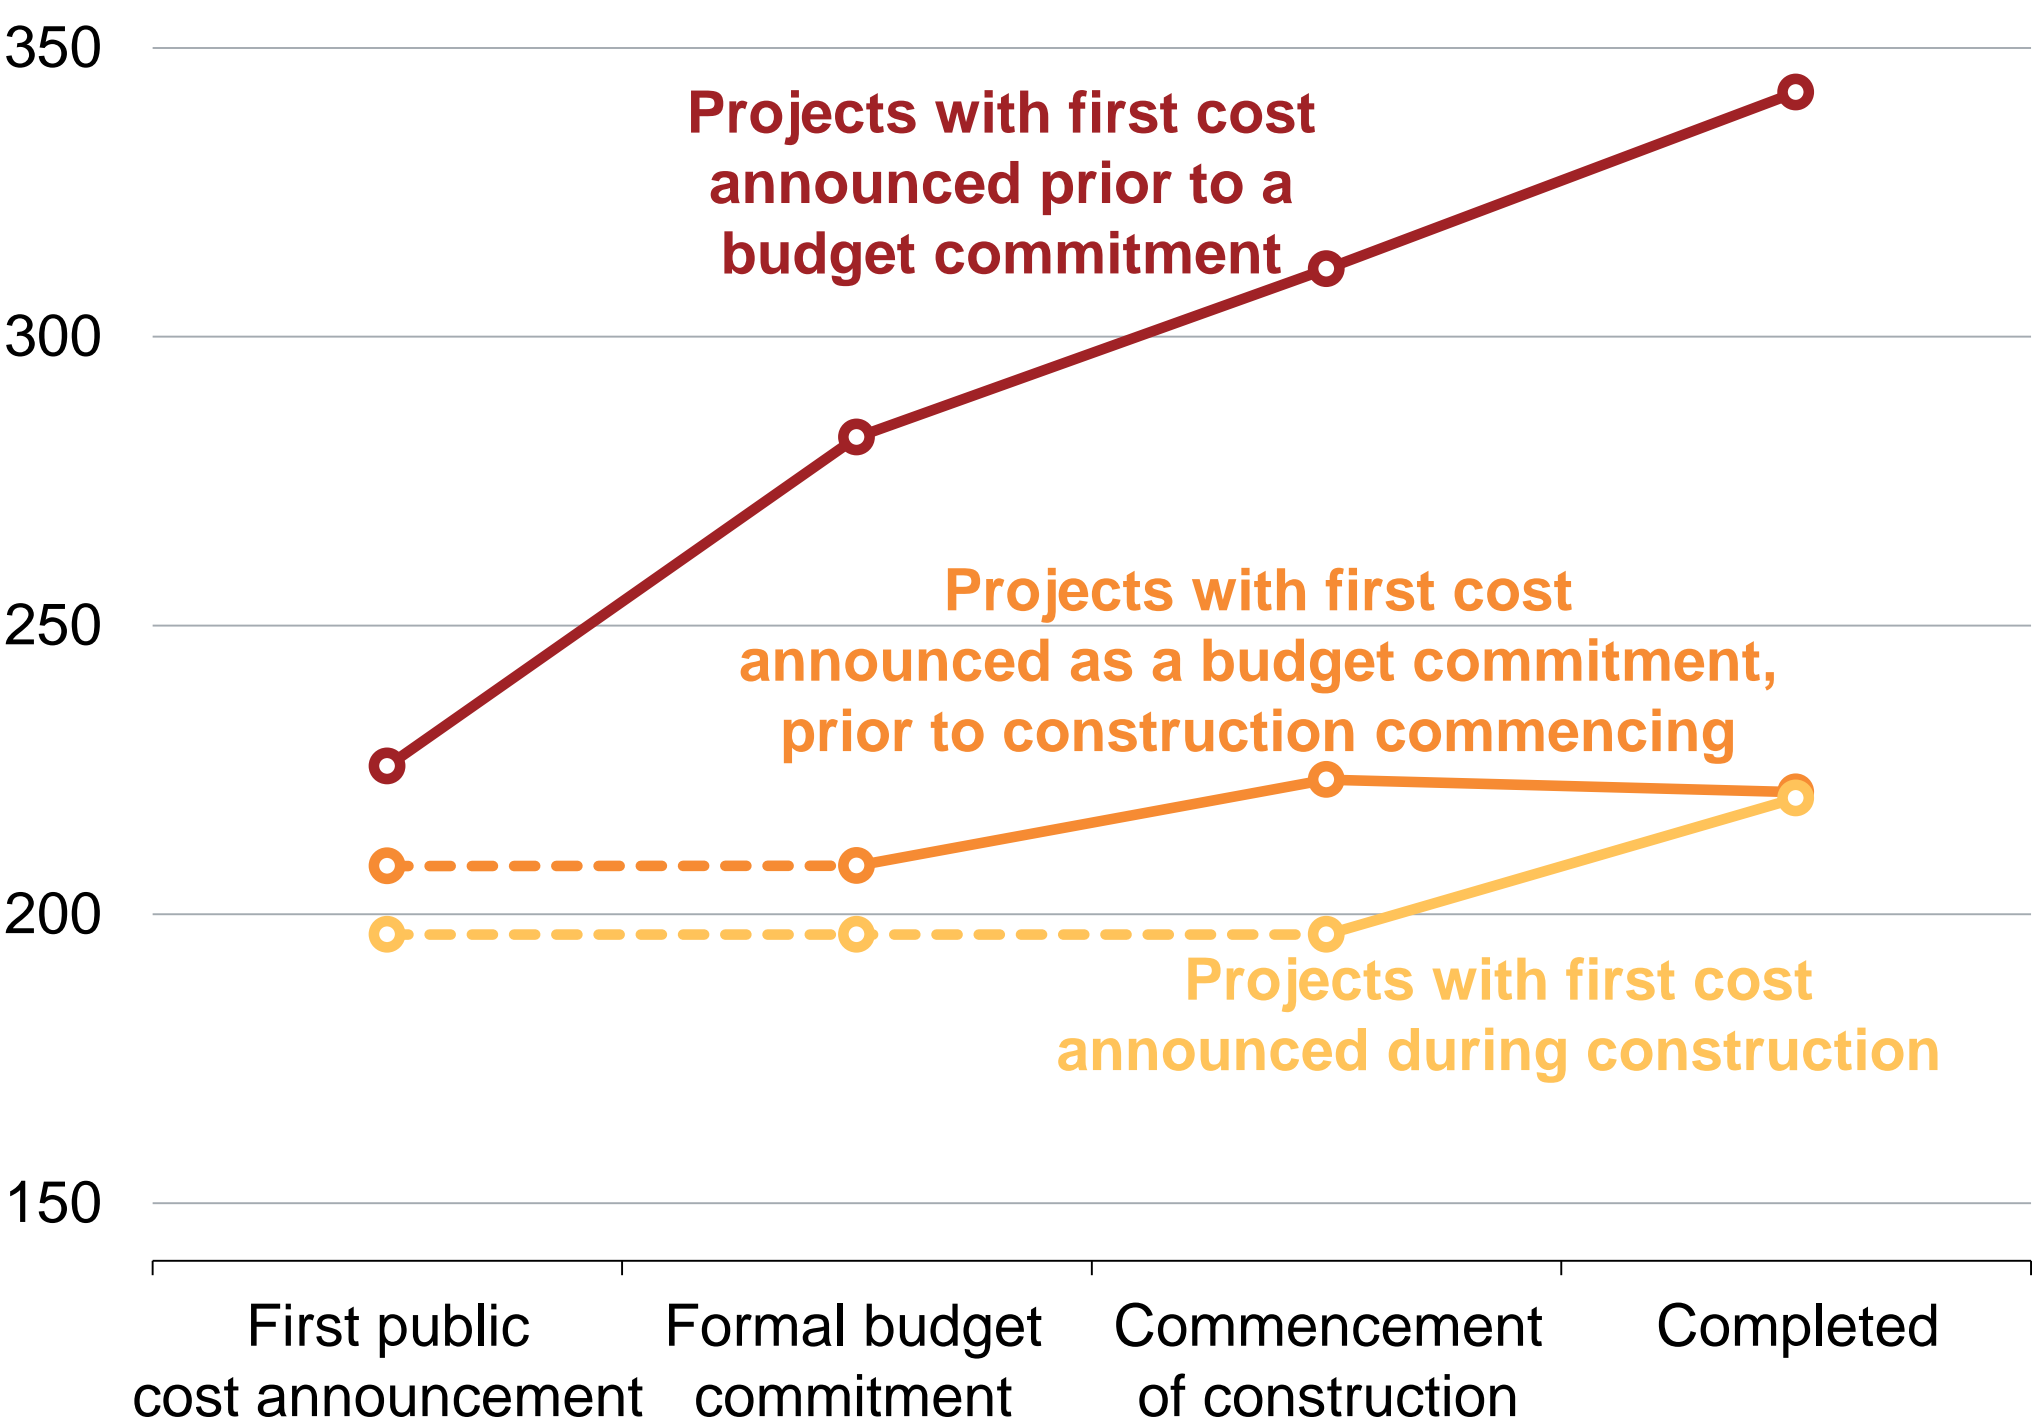 350
Projects with first cost
announced prior to a
budget commitment
300
Projects with first cost
250
announced as a budget commitment,
prior to construction commencing
200
Projects with first cost
announced during construction
150
First public
cost announcement
Formal budget
commitment
Commencement
of construction
Completed